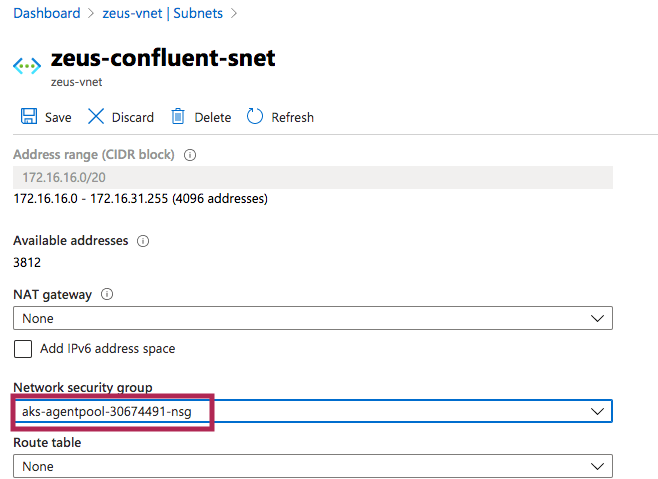 Dashboard > zeus-vnet | Subnets >
zeus-confluent-snet
zeus-vnet
Save Discard Delete Refresh
Address range (CIDR block)
172.16.16.0/20
172.16.16.0 - 172.16.31.255 (4096 addresses)
Available addresses
3812
NAT gateway
None
Add IPv6 address space
Network security group
aks-agentpool-30674491-nsg
Route table
None